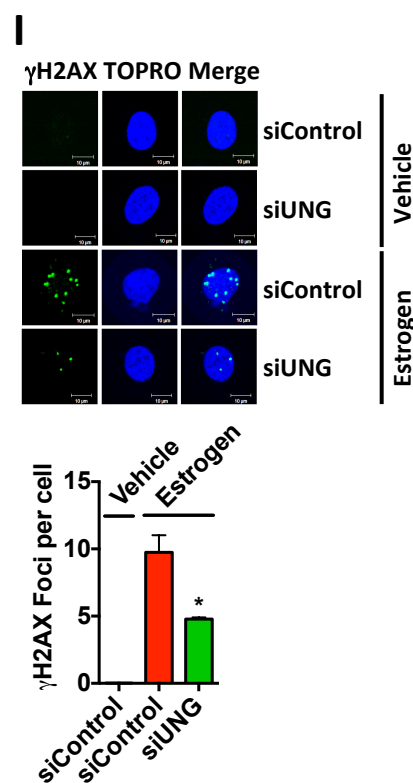 I
γH2AX TOPRO Merge
10 µm 10 µm 10 µm
siControl
10 µm 10 µm 10 µm
siUNG
Vehicle
10 µm 10 µm 10 µm
siControl
10 µm 10 µm 10 µm
siUNG
Estrogen
Vehicle
Estrogen
γH2AX Foci per cell
15
10
5
0
*
siControl
siControl
siUNG